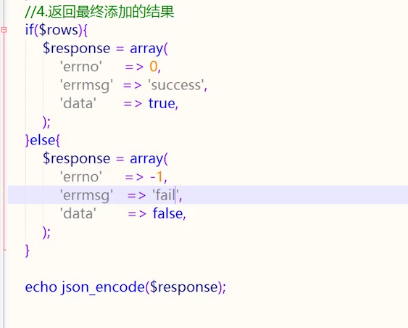 //4.返回最终添加的结果
if($rows){
$response = array(
'errno' => 0,
'errmsg' => 'success',
'data' => true,
);
}else{
$response = array(
'errno' => -1,
'errmsg' => 'fail',
'data' => false,
);
}
echo json_encode($response);